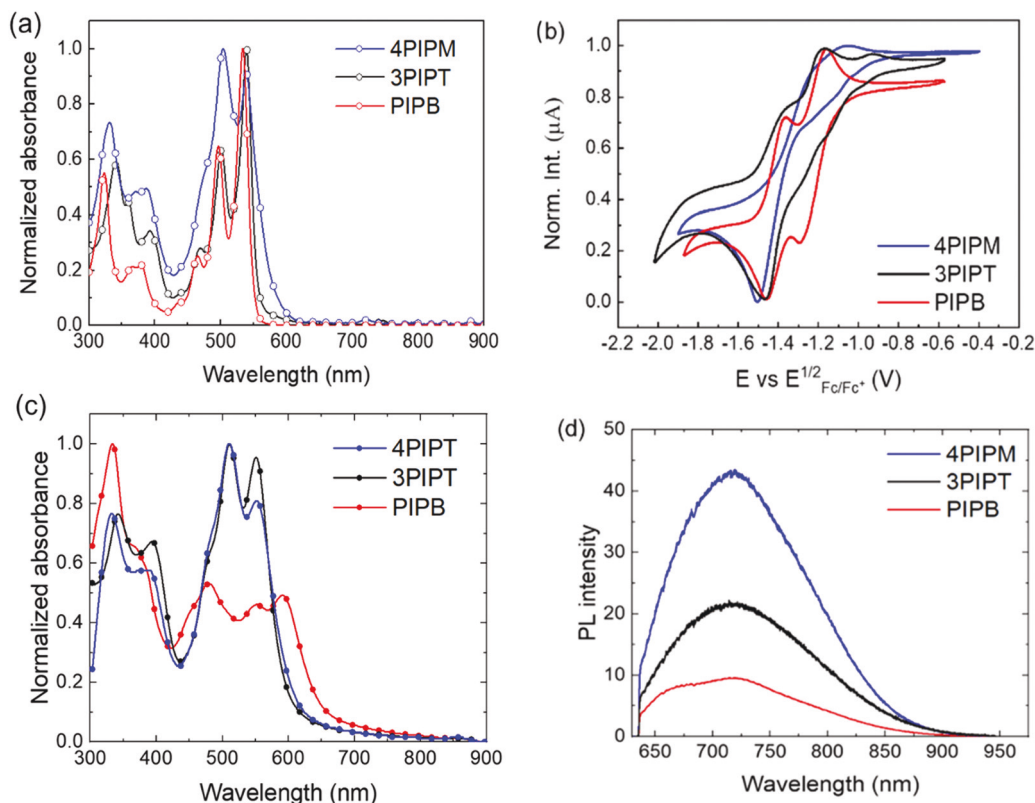 (a)
4PIPM
3PIPT
PIPB
Normalized absorbance
1.0
0.8
0.6
0.4
0.2
0.0
300 400 500 600 700 800 900
Wavelength (nm)
(b)
Norm. Int. (μA)
1.0
0.8
0.6
0.4
0.2
0.0
4PIPM
3PIPT
PIPB
-2.2 -2.0 -1.8 -1.6 -1.4 -1.2 -1.0 -0.8 -0.6 -0.4 -0.2
E vs E1/2Fc/Fc+ (V)
(c)
4PIPT
3PIPT
PIPB
Normalized absorbance
1.0
0.8
0.6
0.4
0.2
0.0
300 400 500 600 700 800 900
Wavelength (nm)
(d)
PL intensity
50
40
30
20
10
0
4PIPM
3PIPT
PIPB
650 700 750 800 850 900 950
Wavelength (nm)